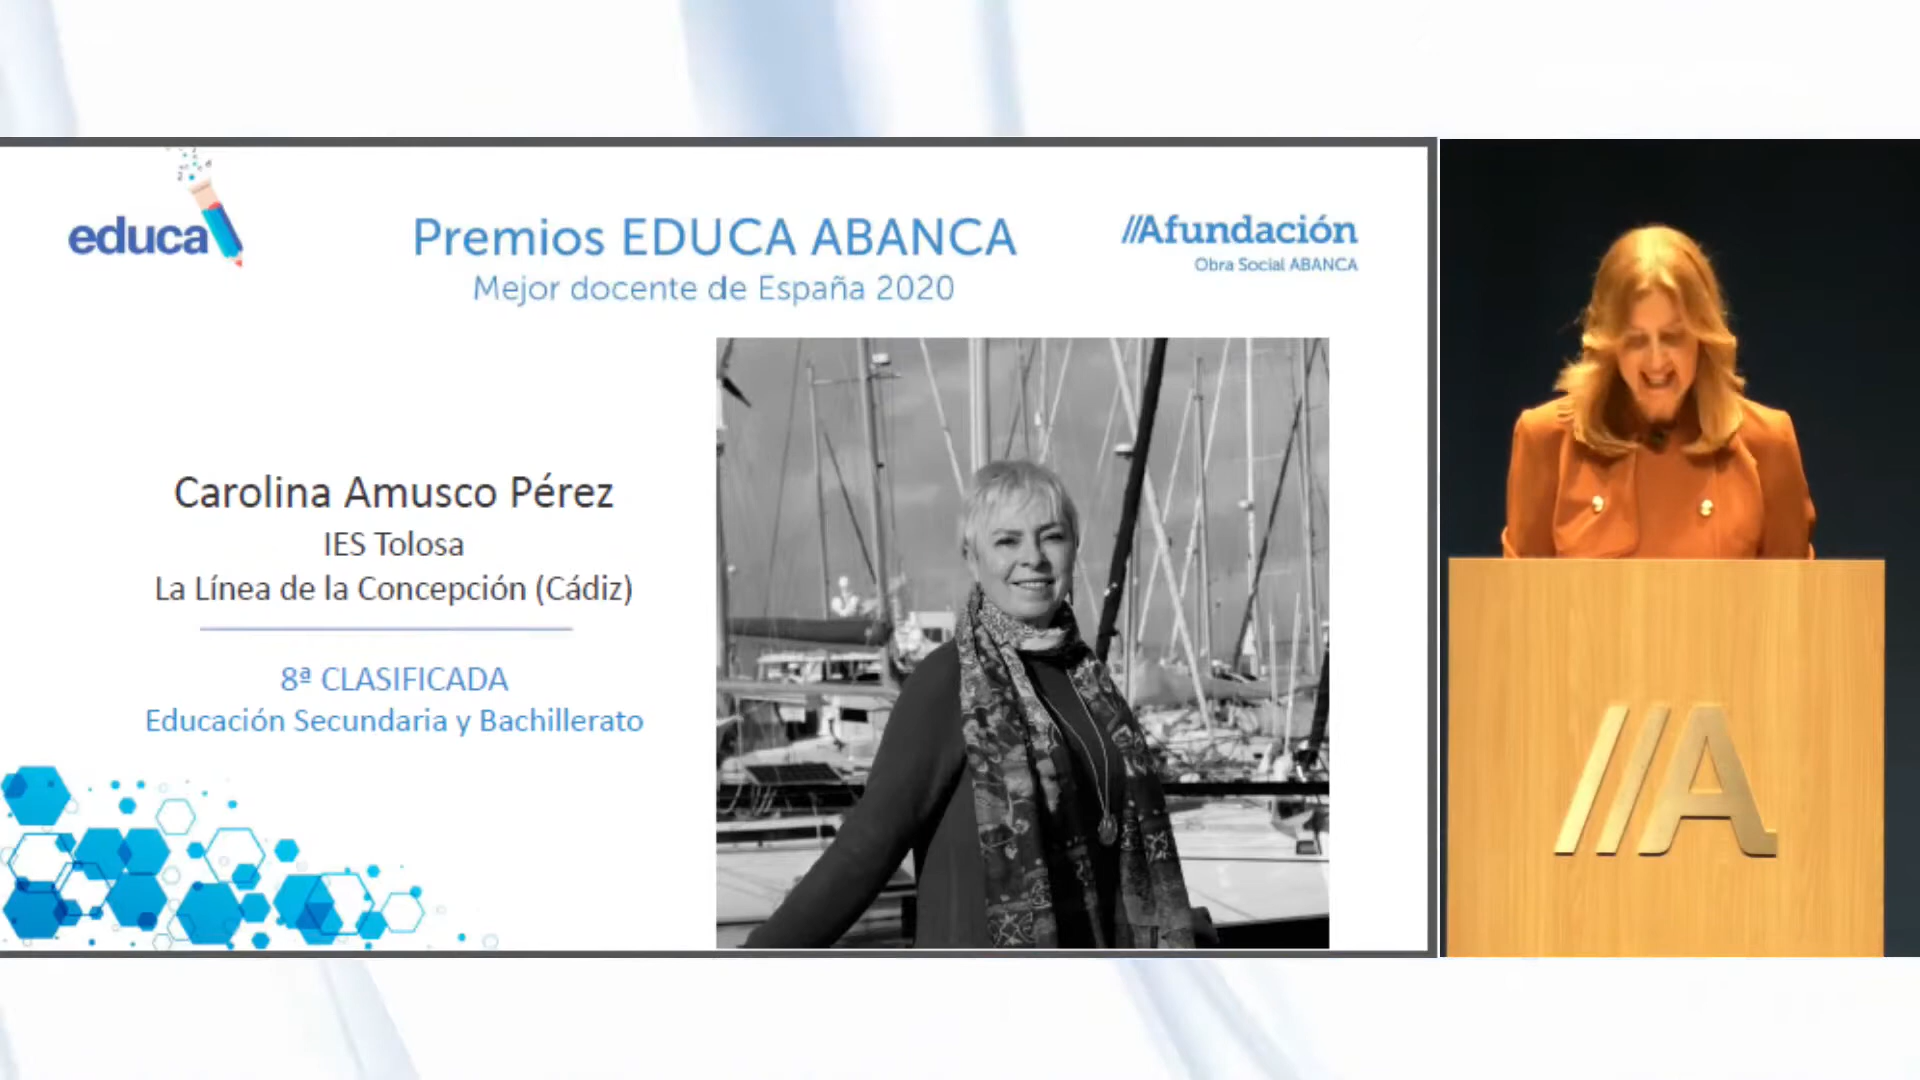 educa
Premios EDUCA ABANCA
Mejor docente de España 2020
//Afundación
Obra Social ABANCA
Carolina Amusco Pérez
IES Tolosa
La Línea de la Concepción (Cádiz)
8ª CLASIFICADA
Educación Secundaria y Bachillerato
//A